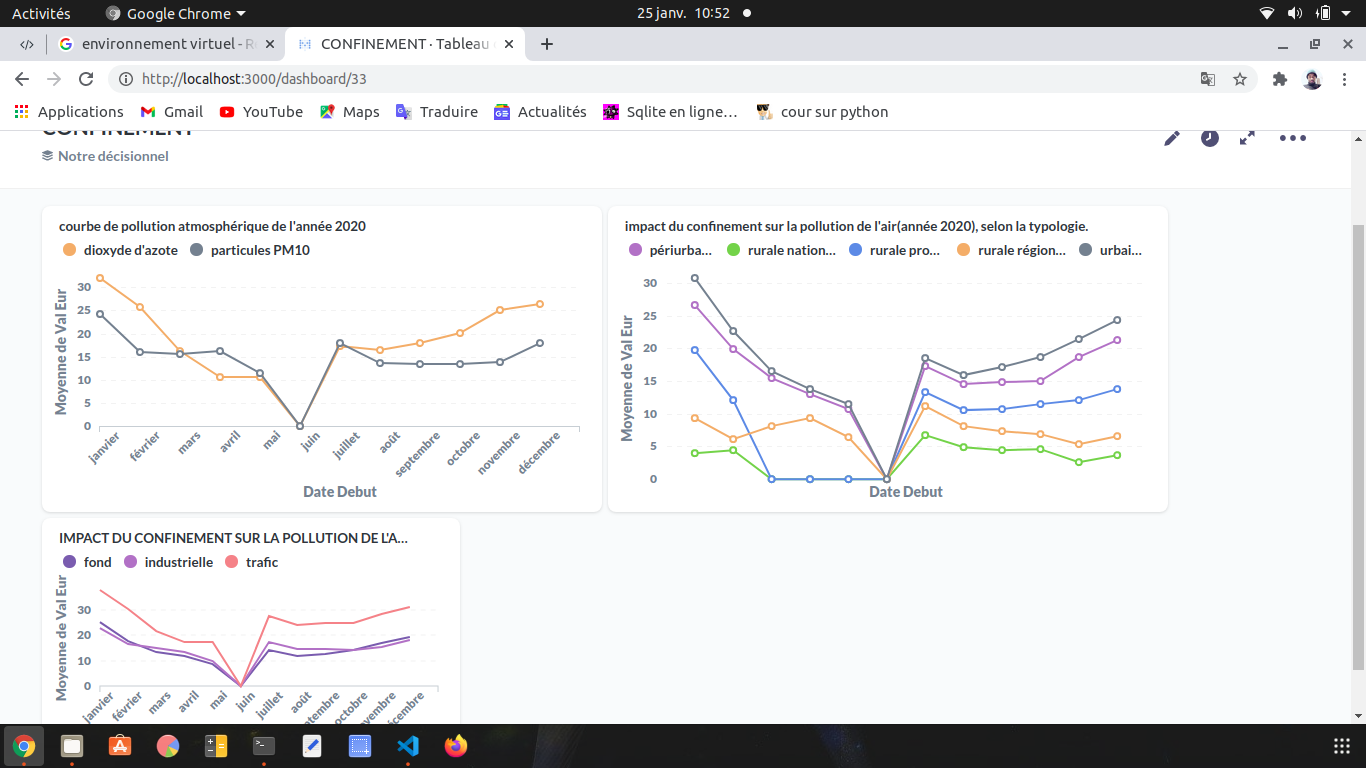 Activités
Google Chrome
25 janv. 10:52
environnement virtuel - R
CONFINEMENT · Tableau
http://localhost:3000/dashboard/33
Applications
Gmail
YouTube
Maps
Traduire
Actualités
Sqlite en ligne…
cour sur python
CONFINEMENT
Notre décisionnel
courbe de pollution atmosphérique de l'année 2020
dioxyde d'azote
particules PM10
Moyenne de Val Eur
30
25
20
15
10
5
0
janvier
février
mars
avril
mai
juin
juillet
août
septembre
octobre
novembre
décembre
Date Debut
impact du confinement sur la pollution de l'air(année 2020), selon la typologie.
périurba...
rurale nation...
rurale pro...
rurale région...
urbai...
Moyenne de Val Eur
30
25
20
15
10
5
0
Date Debut
IMPACT DU CONFINEMENT SUR LA POLLUTION DE L'A...
fond
industrielle
trafic
Moyenne de Val Eur
30
20
10
0
janvier
février
mars
avril
mai
juin
juillet
août
ptembre
octobre
novembre
décembre